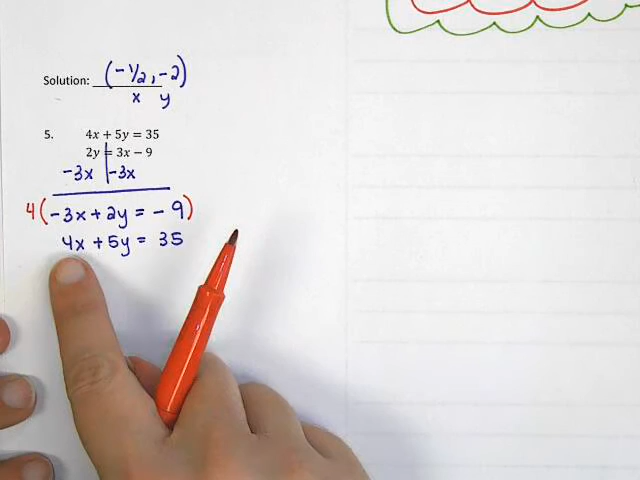 Solution: (-1/2, -2)
x y
5. 4x + 5y = 35
2y = 3x - 9
-3x -3x
4(-3x + 2y = -9)
4x + 5y = 35